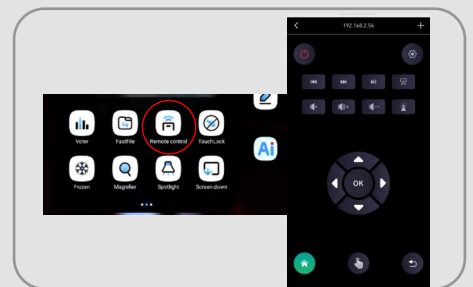 192.168.2.56
Ai
Voter FastFile Remote control TouchLock
Frozen Magnifier Spotlight Screen down
OK